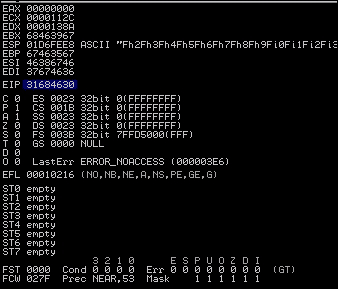 EAX 00000000
ECX 0000112C
EDX 0000138A
EBX 68463967
ESP 01D6FEE8 ASCII "Fh2Fh3Fh4Fh5Fh6Fh7Fh8Fh9Fi0Fi1Fi2Fi3
EBP 67463567
ESI 46386746
EDI 37674636
EIP 31684630
C 0 ES 0023 32bit 0(FFFFFFFF)
P 1 CS 001B 32bit 0(FFFFFFFF)
A 1 SS 0023 32bit 0(FFFFFFFF)
Z 0 DS 0023 32bit 0(FFFFFFFF)
S 0 FS 003B 32bit 7FFD5000(FFF)
T 0 GS 0000 NULL
D 0
O 0 LastErr ERROR_NOACCESS (000003E6)
EFL 00010216 (NO,NB,NE,A,NS,PE,GE,G)
ST0 empty
ST1 empty
ST2 empty
ST3 empty
ST4 empty
ST5 empty
ST6 empty
ST7 empty
3 2 1 0 E S P U O Z D I
FST 0000 Cond 0 0 0 0 Err 0 0 0 0 0 0 0 0 (GT)
FCW 027F Prec NEAR,53 Mask 1 1 1 1 1 1